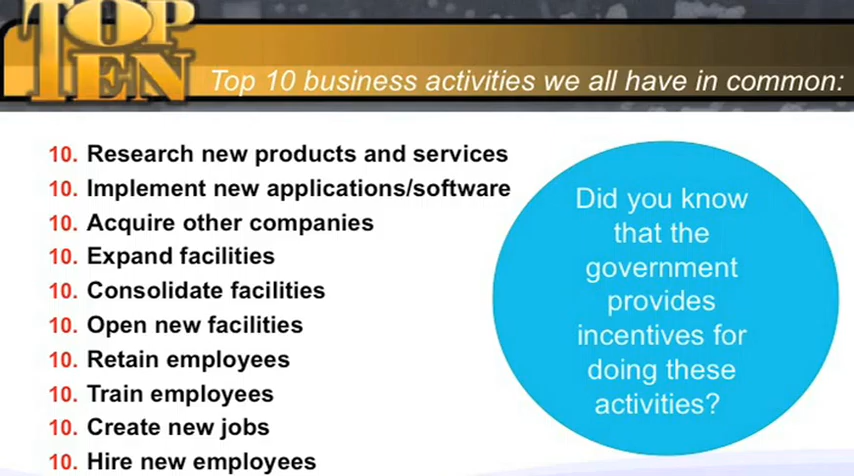 TOP
TEN
Top 10 business activities we all have in common:
10. Research new products and services
10. Implement new applications/software
10. Acquire other companies
10. Expand facilities
10. Consolidate facilities
10. Open new facilities
10. Retain employees
10. Train employees
10. Create new jobs
10. Hire new employees
Did you know
that the
government
provides
incentives for
doing these
activities?